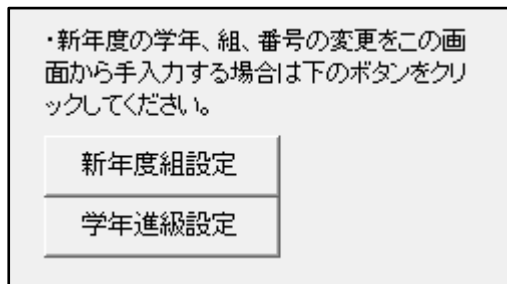 ・新年度の学年、組、番号の変更をこの画
面から手入力する場合は下のボタンをクリ
ックしてください。
新年度組設定
学年進級設定